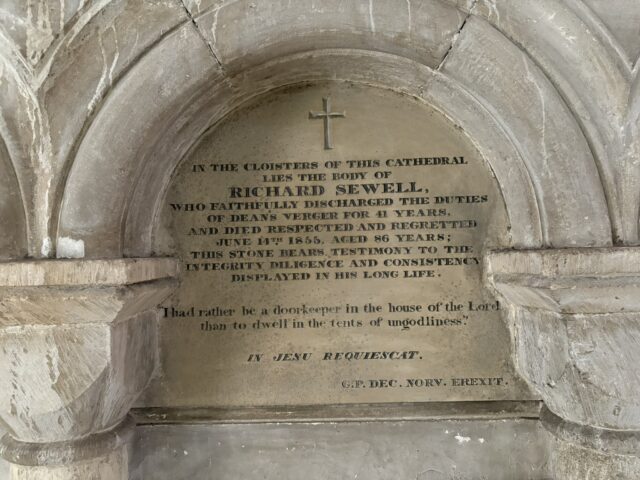 IN THE CLOISTERS OF THIS CATHEDRAL
LIES THE BODY OF
RICHARD SEWELL,
WHO FAITHFULLY DISCHARGED THE DUTIES
OF DEAN'S VERGER FOR 41 YEARS,
AND DIED RESPECTED AND REGRETTED
JUNE 14TH 1855, AGED 86 YEARS;
THIS STONE BEARS TESTIMONY TO THE
INTEGRITY DILIGENCE AND CONSISTENCY
DISPLAYED IN HIS LONG LIFE.
I had rather be a doorkeeper in the house of the Lord
than to dwell in the tents of ungodliness."
IN JESU REQUIESCAT.
G.P. DEC. NORV. EREXIT.